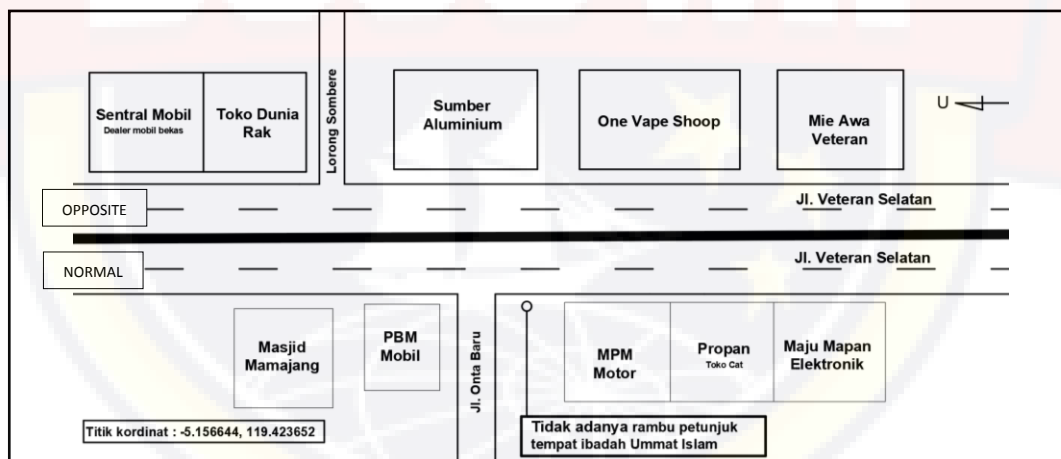 Sentral Mobil
Dealer mobil bekas
Toko Dunia
Rak
Lorong Sombere
Sumber
Aluminium
One Vape Shoop
Mie Awa
Veteran
U
OPPOSITE
Jl. Veteran Selatan
NORMAL
Jl. Veteran Selatan
Masjid
Mamajang
PBM
Mobil
Jl. Onta Baru
MPM
Motor
Propan
Toko Cat
Maju Mapan
Elektronik
Titik kordinat : -5.156644, 119.423652
Tidak adanya rambu petunjuk
tempat ibadah Ummat Islam